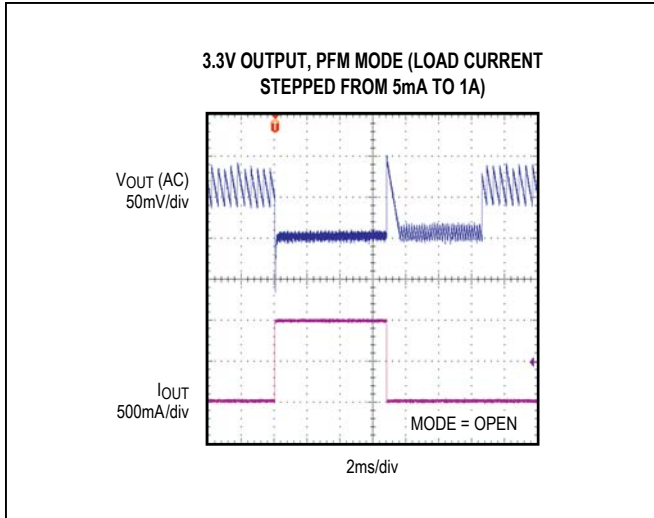 3.3V OUTPUT, PFM MODE (LOAD CURRENT
STEPPED FROM 5mA TO 1A)
T
VOUT (AC)
50mV/div
IOUT
500mA/div
MODE = OPEN
2ms/div